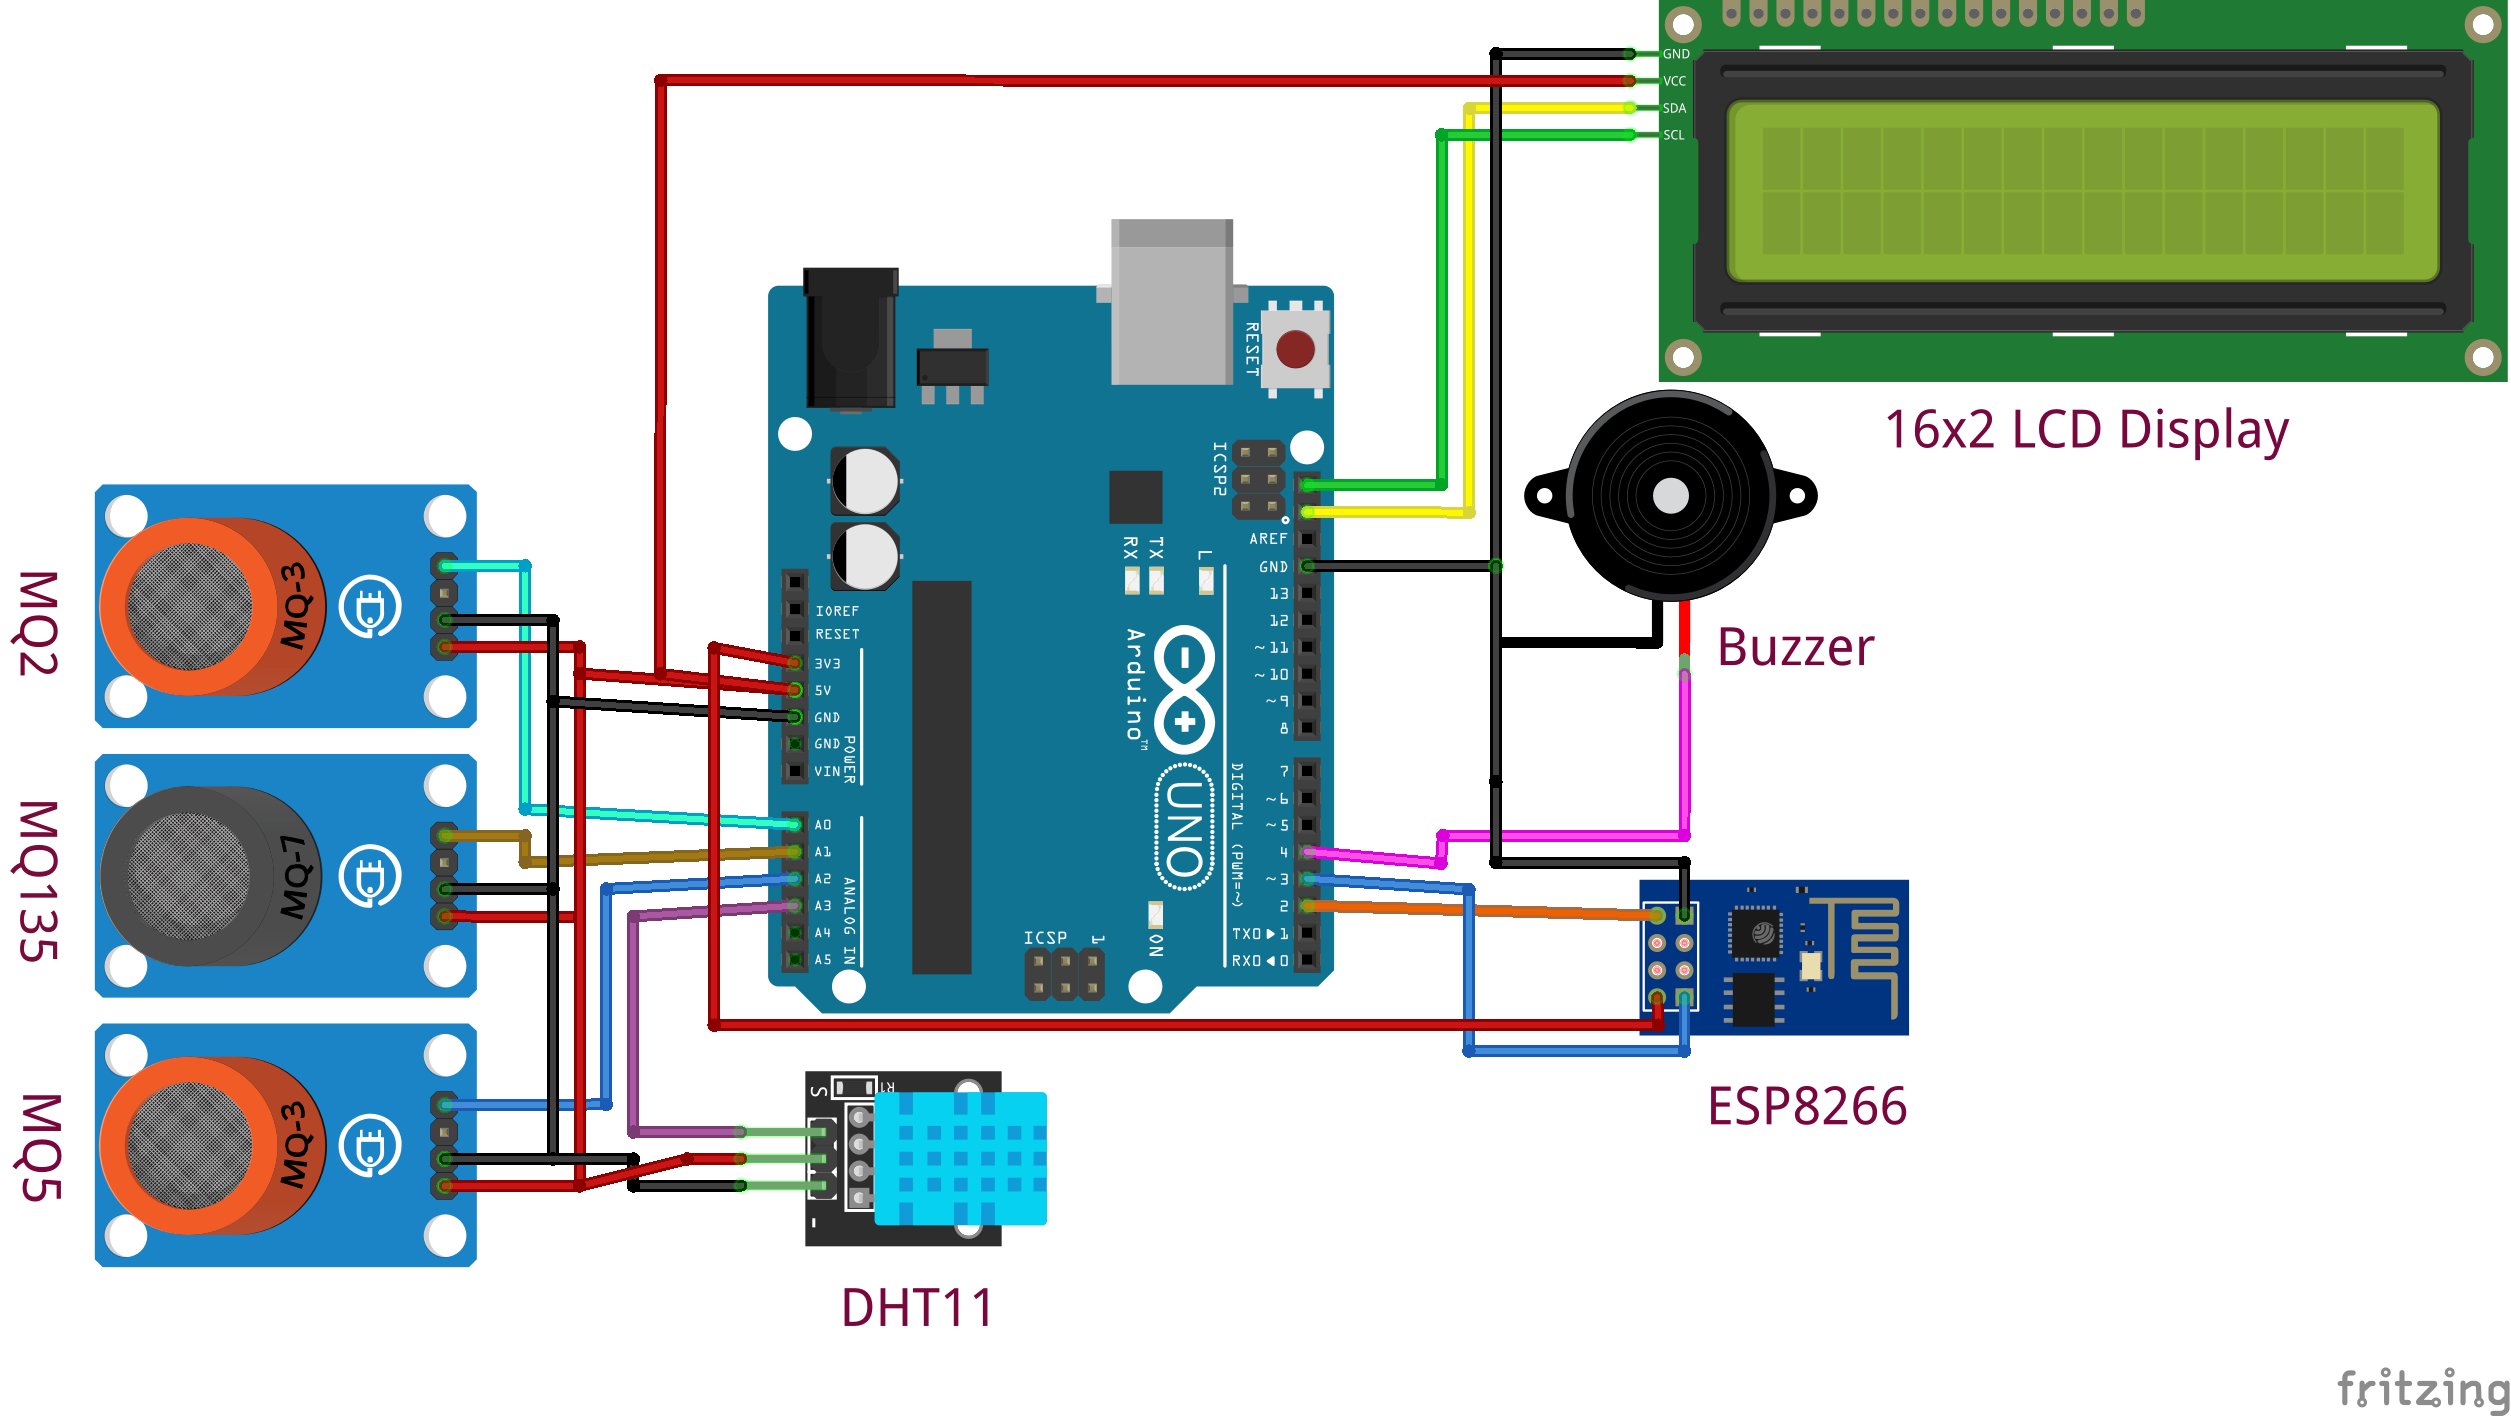 GND
VCC
SDA
SCL
16x2 LCD Display
RESET
ICSP2
AREF
GND
13
12
~11
~10
~9
8
7
~6
~5
4
~3
2
TX0▶1
RX0◀0
RX
TX
L
IOREF
RESET
3V3
5V
GND
GND
VIN
POWER
A0
A1
A2
A3
A4
A5
ANALOG IN
Arduino™
UNO
DIGITAL (PWM=~)
ICSP
1
ON
Buzzer
MQ2
MQ-3
MQ135
MQ-7
MQ5
MQ-3
ESP8266
S
R1
-
DHT11
fritzing